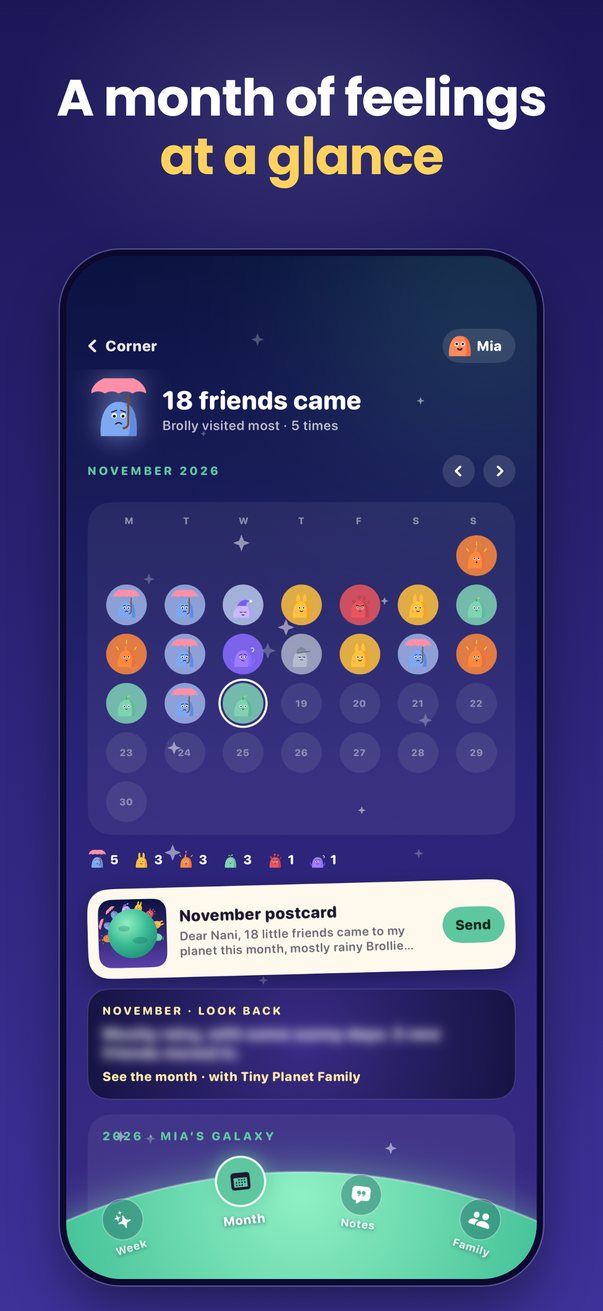 A month of feelings
at a glance
Corner
Mia
18 friends came
Brolly visited most · 5 times
NOVEMBER 2026
M T W T F S S
19 20 21 22
23 24 25 26 27 28 29
30
5 3 3 3 1 1
November postcard
Dear Nani, 18 little friends came to my
planet this month, mostly rainy Brollie...
Send
NOVEMBER · LOOK BACK
See the month · with Tiny Planet Family
2026 · MIA'S GALAXY
Week
Month
Notes
Family